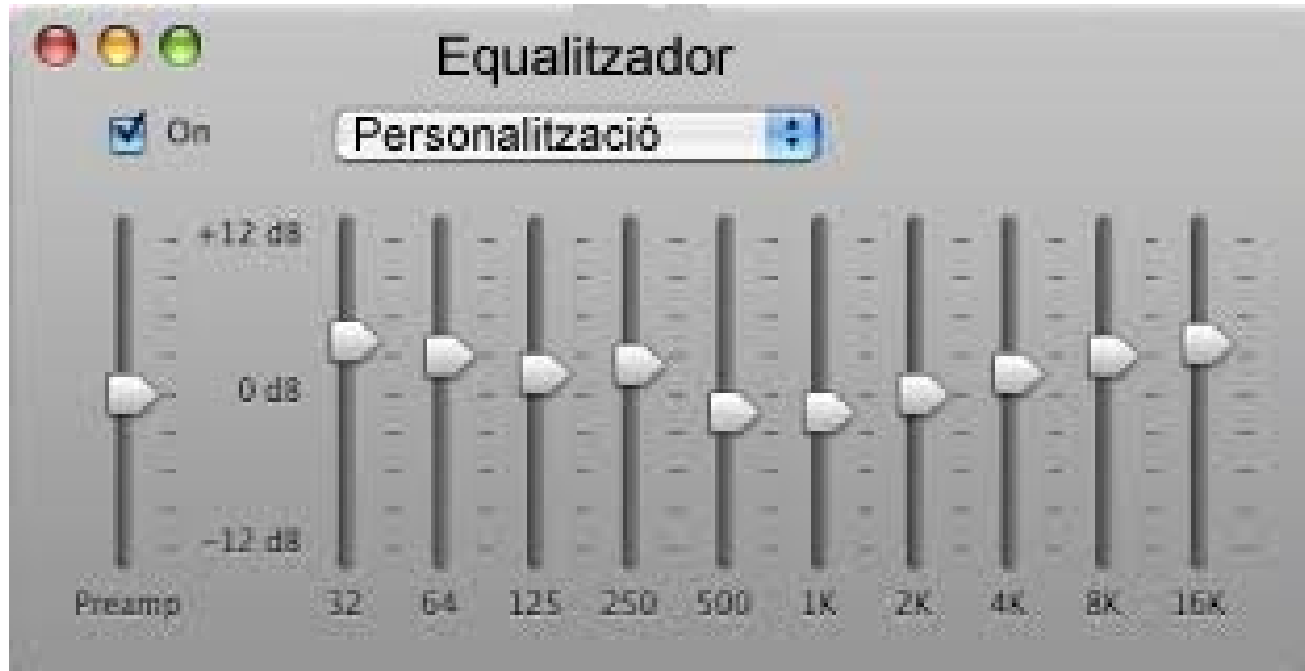 Equalitzador
On
Personalització
+12 dB
0 dB
-12 dB
Preamp 32 64 125 250 500 1K 2K 4K 8K 16K